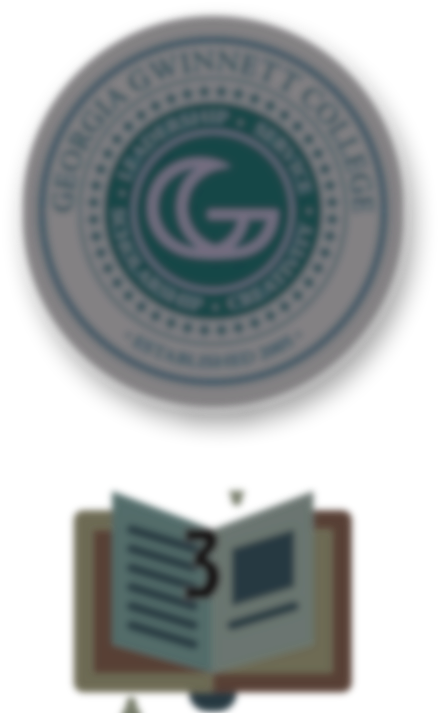 GEORGIA GWINNETT COLLEGE
LEADERSHIP • SERVICE
SCHOLARSHIP • CREATIVITY
ESTABLISHED 2005
3